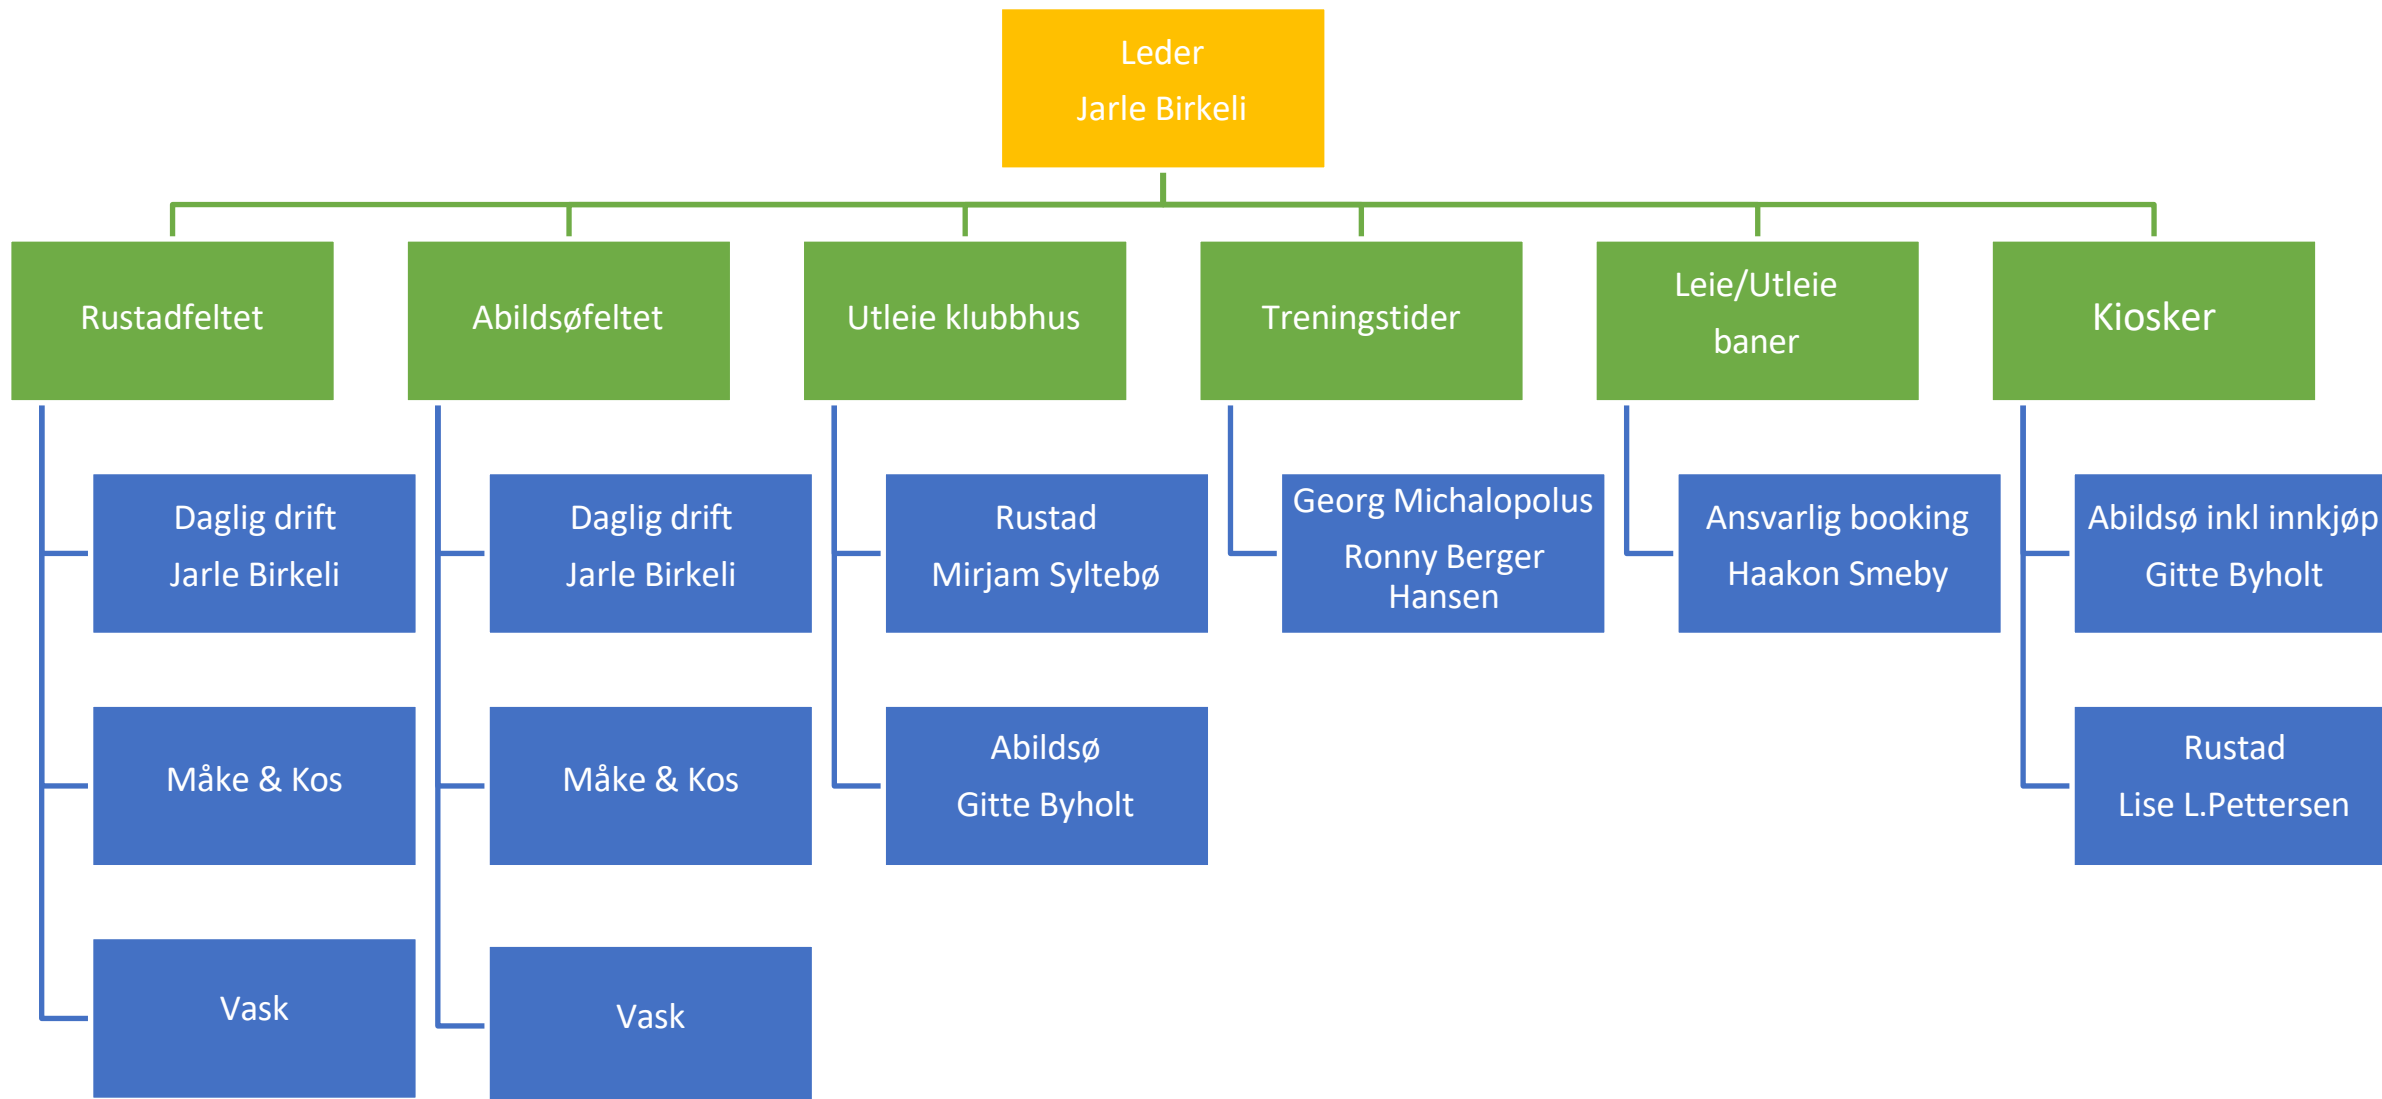 Leder
Jarle Birkeli
Rustadfeltet
Abildsøfeltet
Utleie klubbhus
Treningstider
Leie/Utleie
baner
Kiosker
Daglig drift
Jarle Birkeli
Daglig drift
Jarle Birkeli
Rustad
Mirjam Syltebø
Georg Michalopolus
Ronny Berger
Hansen
Ansvarlig booking
Haakon Smeby
Abildsø inkl innkjøp
Gitte Byholt
Måke & Kos
Måke & Kos
Abildsø
Gitte Byholt
Rustad
Lise L.Pettersen
Vask
Vask